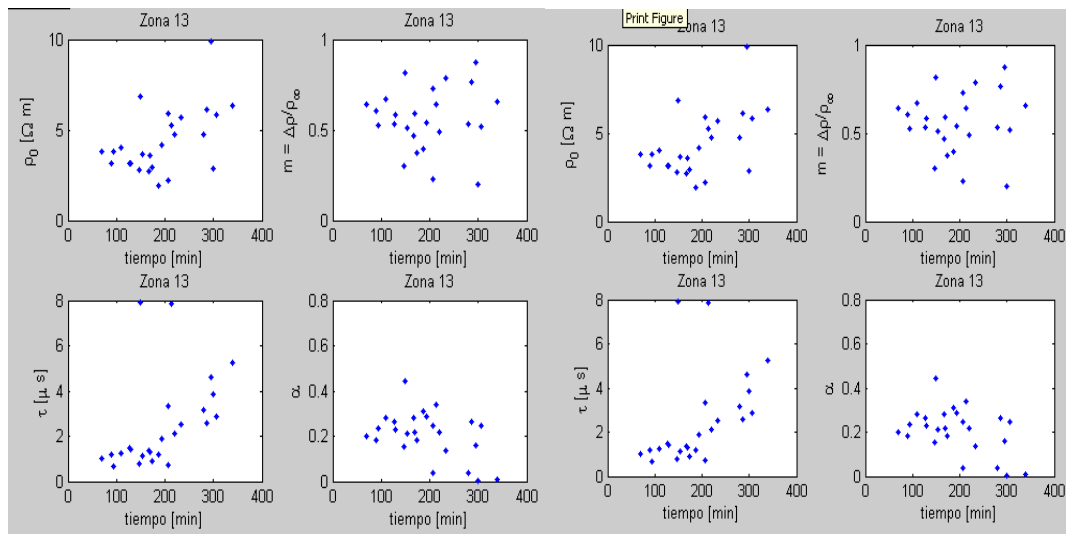 Zona 13
Zona 13
Zona 13
Print Figure
Zona 13
10
5
0
ρ₀ [Ω m]
0 100 200 300 400
tiempo [min]
1
0.5
0
m = Δρ/ρ∞
0 100 200 300 400
tiempo [min]
10
5
0
ρ₀ [Ω m]
0 100 200 300 400
tiempo [min]
1
0.5
0
m = Δρ/ρ∞
0 100 200 300 400
tiempo [min]
Zona 13
Zona 13
Zona 13
Zona 13
8
6
4
2
0
τ [μ s]
0 100 200 300 400
tiempo [min]
0.8
0.6
0.4
0.2
0
α
0 100 200 300 400
tiempo [min]
8
6
4
2
0
τ [μ s]
0 100 200 300 400
tiempo [min]
0.8
0.6
0.4
0.2
0
α
0 100 200 300 400
tiempo [min]